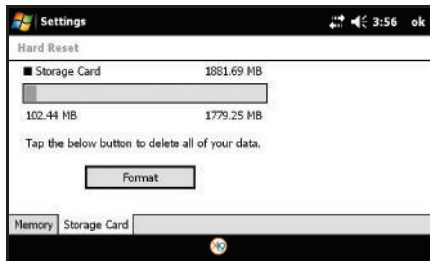 Settings 3:56 ok
Hard Reset
Storage Card 1881.69 MB
102.44 MB 1779.25 MB
Tap the below button to delete all of your data.
Format
Memory Storage Card